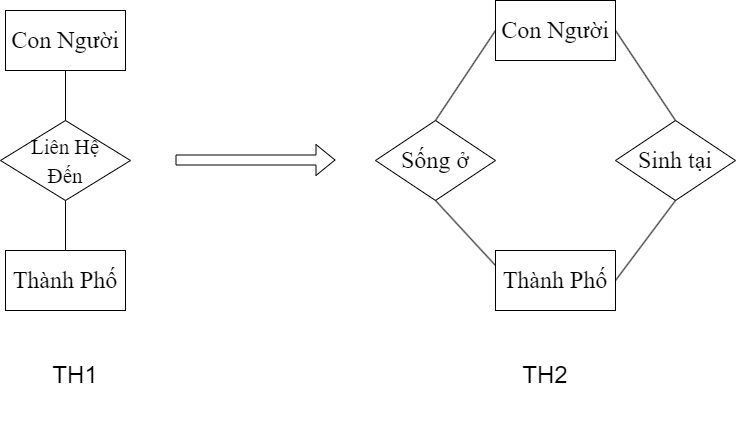 Con Người
Liên Hệ
Đến
Thành Phố
TH1
Con Người
Sống ở
Sinh tại
Thành Phố
TH2